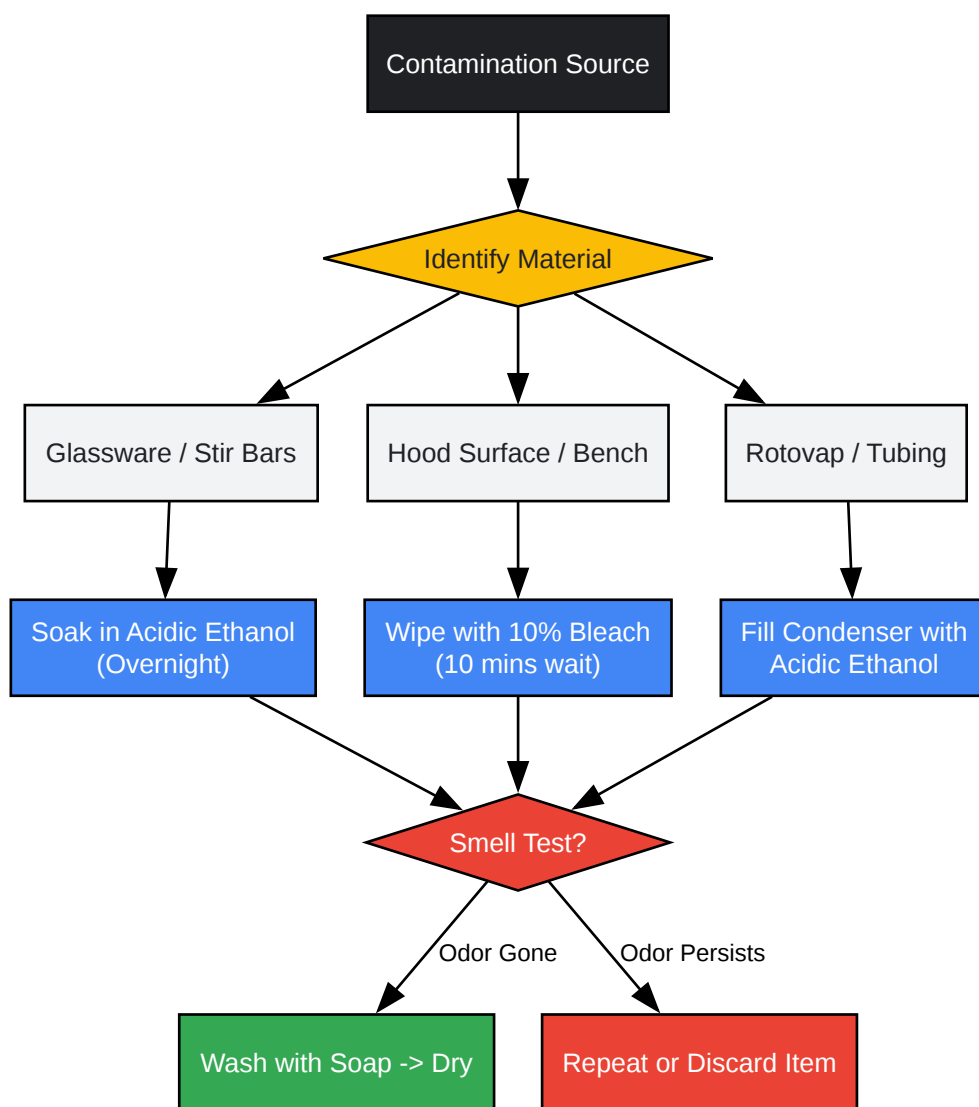 Contamination Source
Identify Material
Glassware / Stir Bars
Hood Surface / Bench
Rotovap / Tubing
Soak in Acidic Ethanol
(Overnight)
Wipe with 10% Bleach
(10 mins wait)
Fill Condenser with
Acidic Ethanol
Smell Test?
Odor Gone
Odor Persists
Wash with Soap -> Dry
Repeat or Discard Item